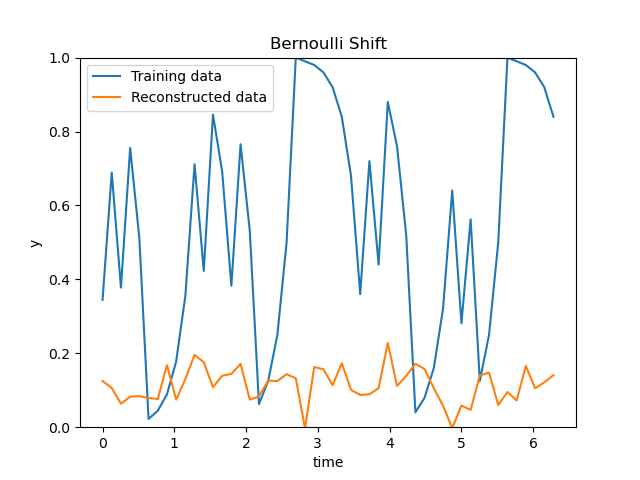 Bernoulli Shift
Training data
Reconstructed data
y
1.0
0.8
0.6
0.4
0.2
0.0
0 1 2 3 4 5 6
time